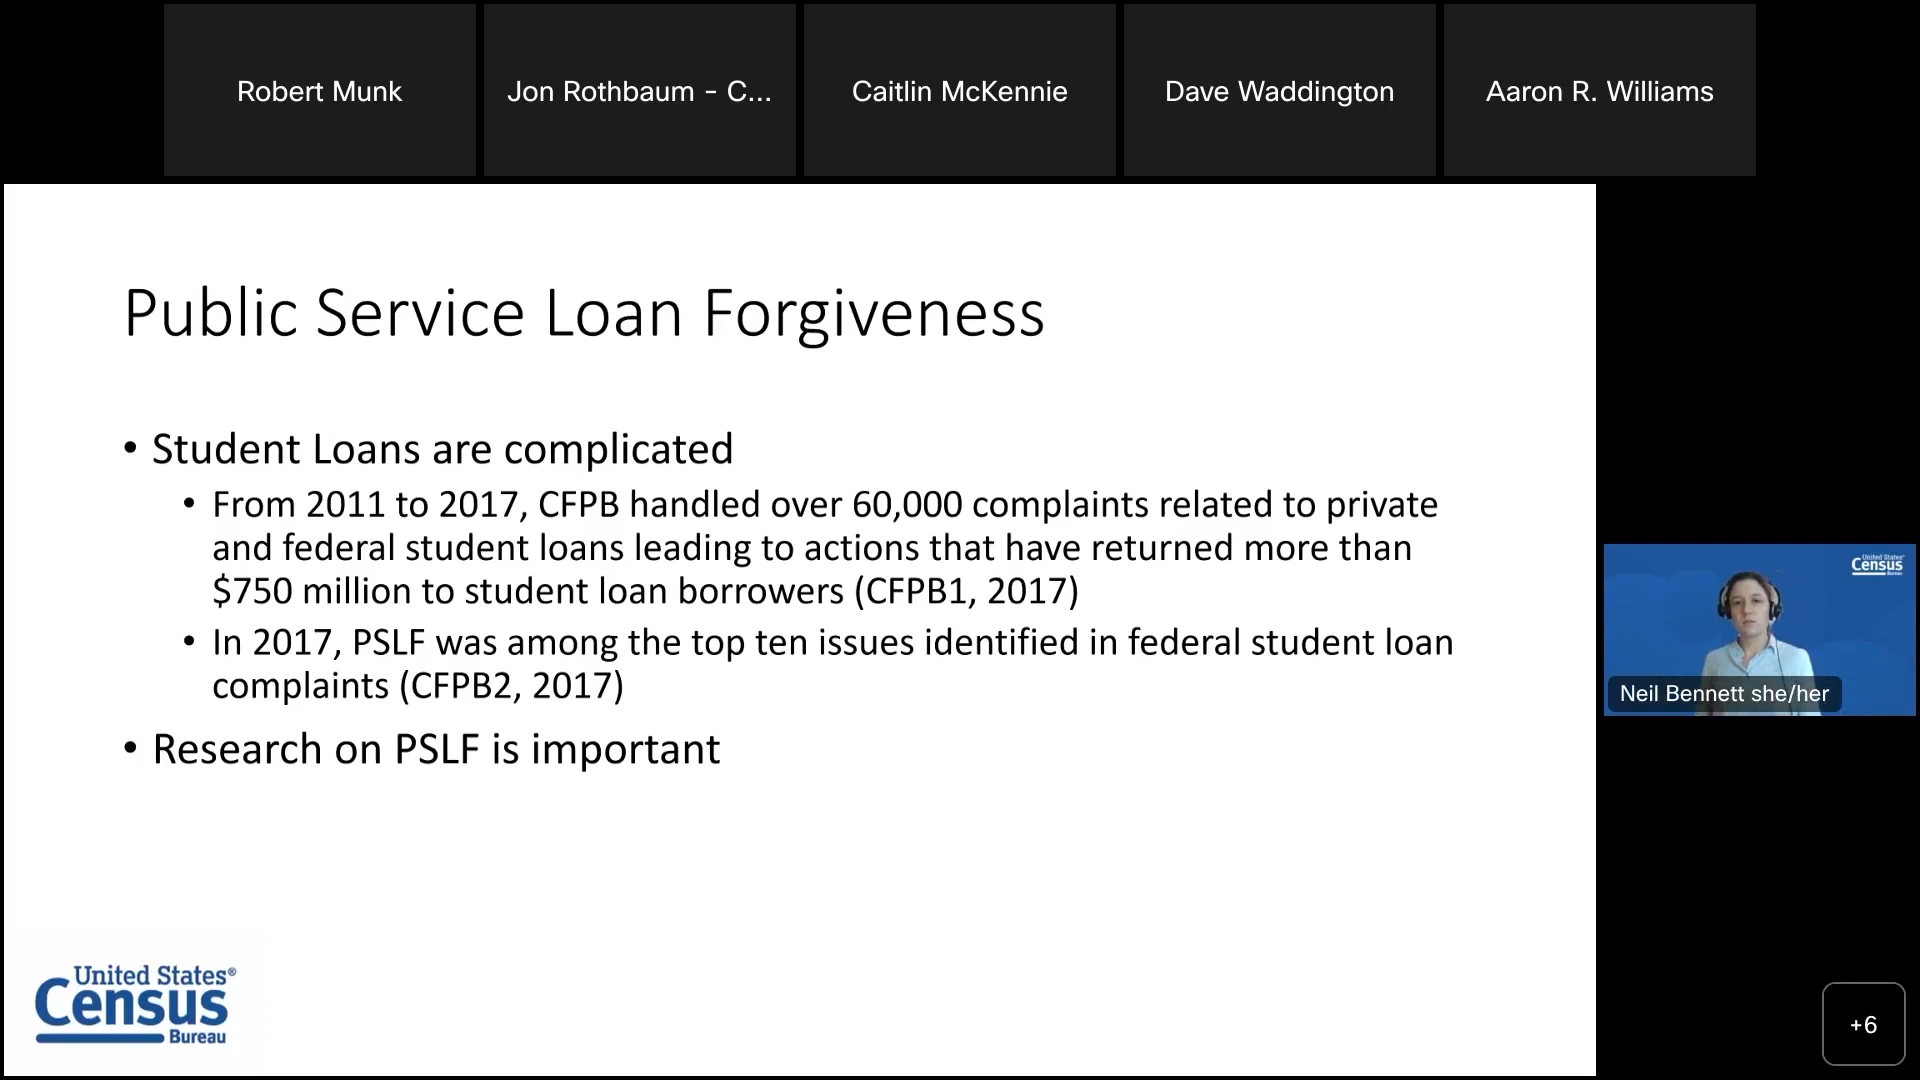 Robert Munk
Jon Rothbaum - C...
Caitlin McKennie
Dave Waddington
Aaron R. Williams
Public Service Loan Forgiveness
• Student Loans are complicated
• From 2011 to 2017, CFPB handled over 60,000 complaints related to private
and federal student loans leading to actions that have returned more than
$750 million to student loan borrowers (CFPB1, 2017)
• In 2017, PSLF was among the top ten issues identified in federal student loan
complaints (CFPB2, 2017)
• Research on PSLF is important
United States®
Census
Bureau
United States®
Census
Bureau
Neil Bennett she/her
+6